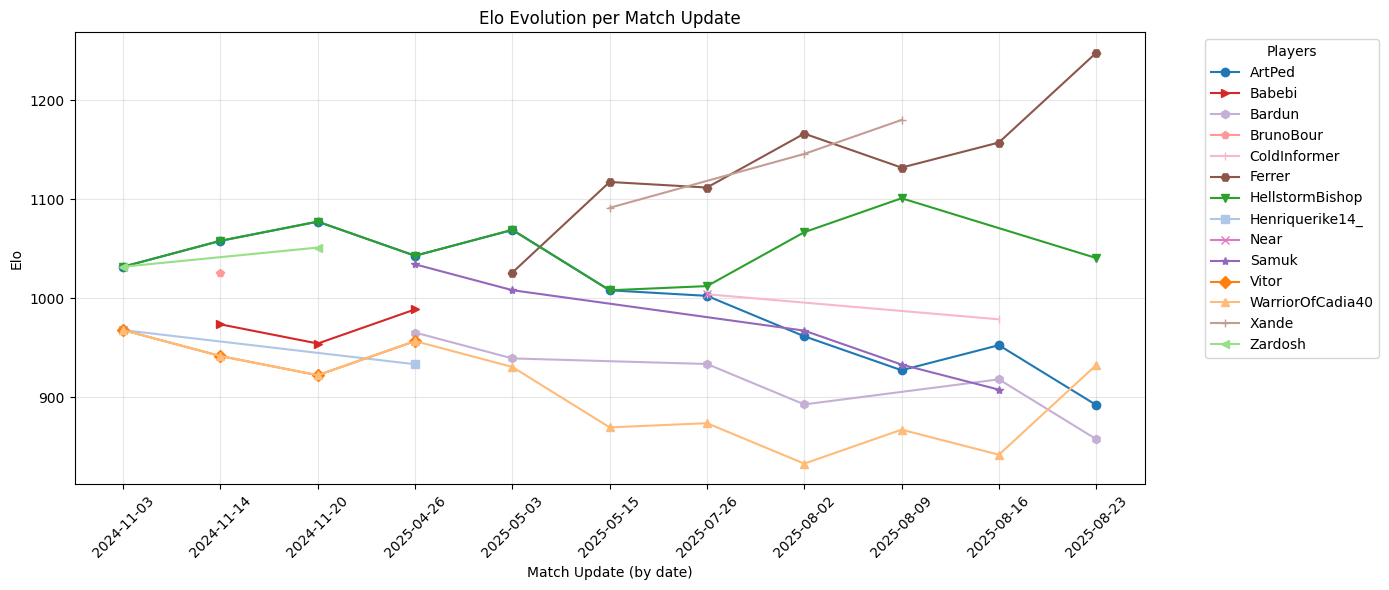 Elo Evolution per Match Update
Elo
1200
1100
1000
900
2024-11-03
2024-11-14
2024-11-20
2025-04-26
2025-05-03
2025-05-15
2025-07-26
2025-08-02
2025-08-09
2025-08-16
2025-08-23
Match Update (by date)
Players
ArtPed
Babebi
Bardun
BrunoBour
ColdInformer
Ferrer
HellstormBishop
Henriquerike14_
Near
Samuk
Vitor
WarriorOfCadia40
Xande
Zardosh